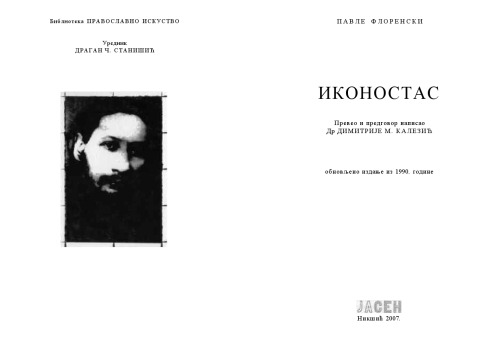 Библиотека ПРАВОСЛАВНО ИСКУСТВО
Уредник
ДРАГАН Ч. СТАНИШИЋ
ПАВЛЕ ФЛОРЕНСКИ
ИКОНОСТАС
Превео и предговор написао
Др ДИМИТРИЈЕ М. КАЛЕЗИЋ
обновљено издање из 1990. године
ЈАСЕН
Никшић 2007.